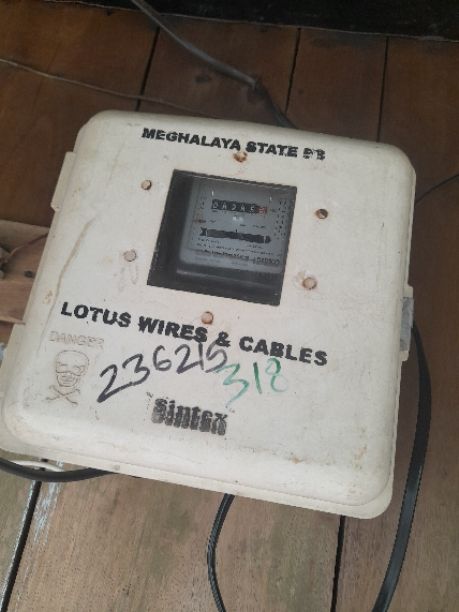 MEGHALAYA STATE EB
LOTUS WIRES & CABLES
DANGER
236215
318
Sintex